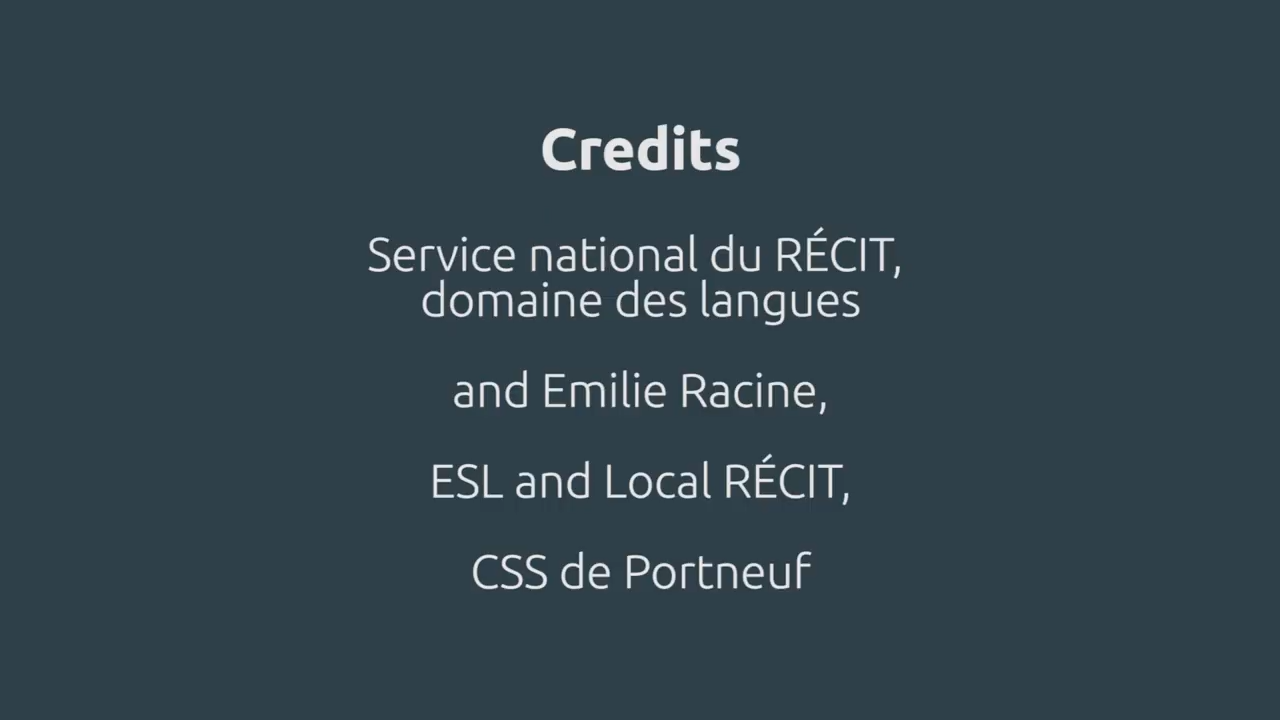 Credits
Service national du RÉCIT,
domaine des langues
and Emilie Racine,
ESL and Local RÉCIT,
CSS de Portneuf